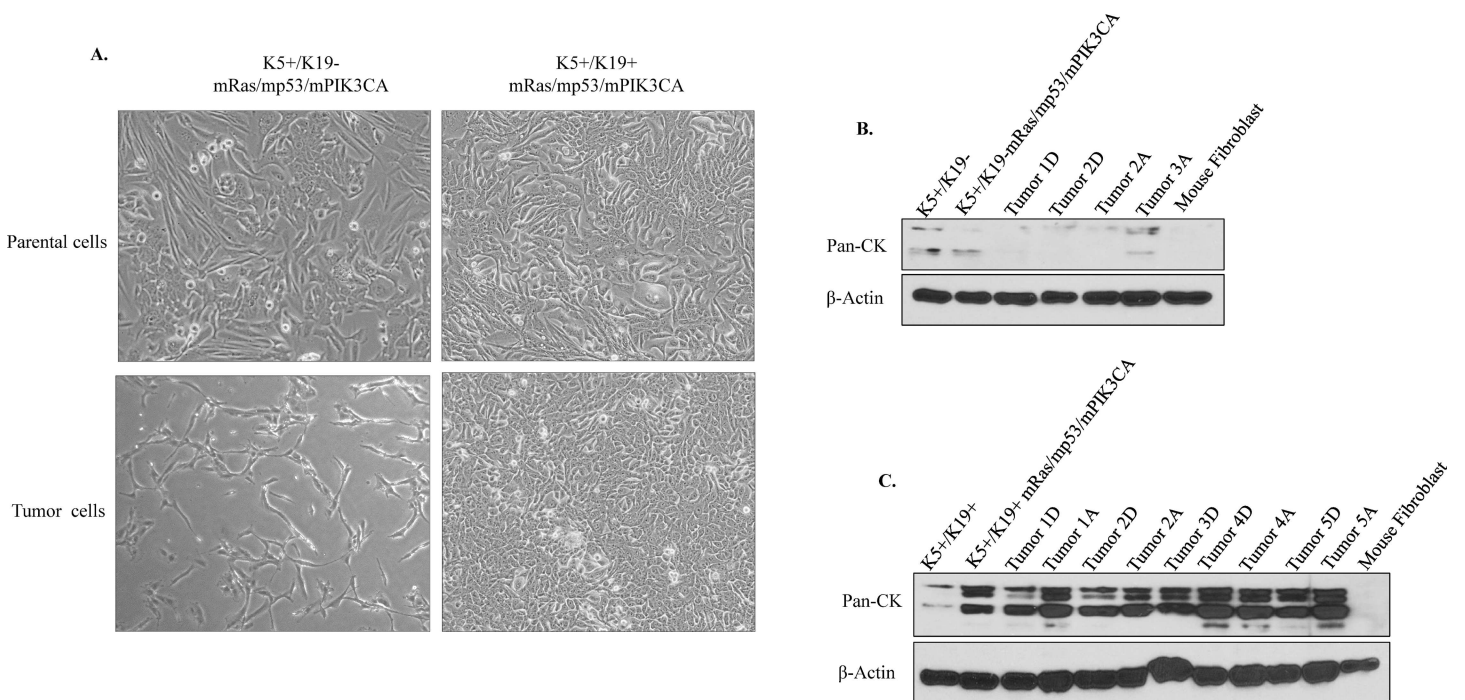 A.
K5+/K19-
mRas/mp53/mPIK3CA
K5+/K19+
mRas/mp53/mPIK3CA
Parental cells
Tumor cells
B.
K5+/K19-
K5+/K19-mRas/mp53/mPIK3CA
Tumor 1D
Tumor 2D
Tumor 2A
Tumor 3A
Mouse Fibroblast
Pan-CK
β-Actin
C.
K5+/K19+
K5+/K19+ mRas/mp53/mPIK3CA
Tumor 1D
Tumor 1A
Tumor 2D
Tumor 2A
Tumor 3D
Tumor 4D
Tumor 4A
Tumor 5D
Tumor 5A
Mouse Fibroblast
Pan-CK
β-Actin